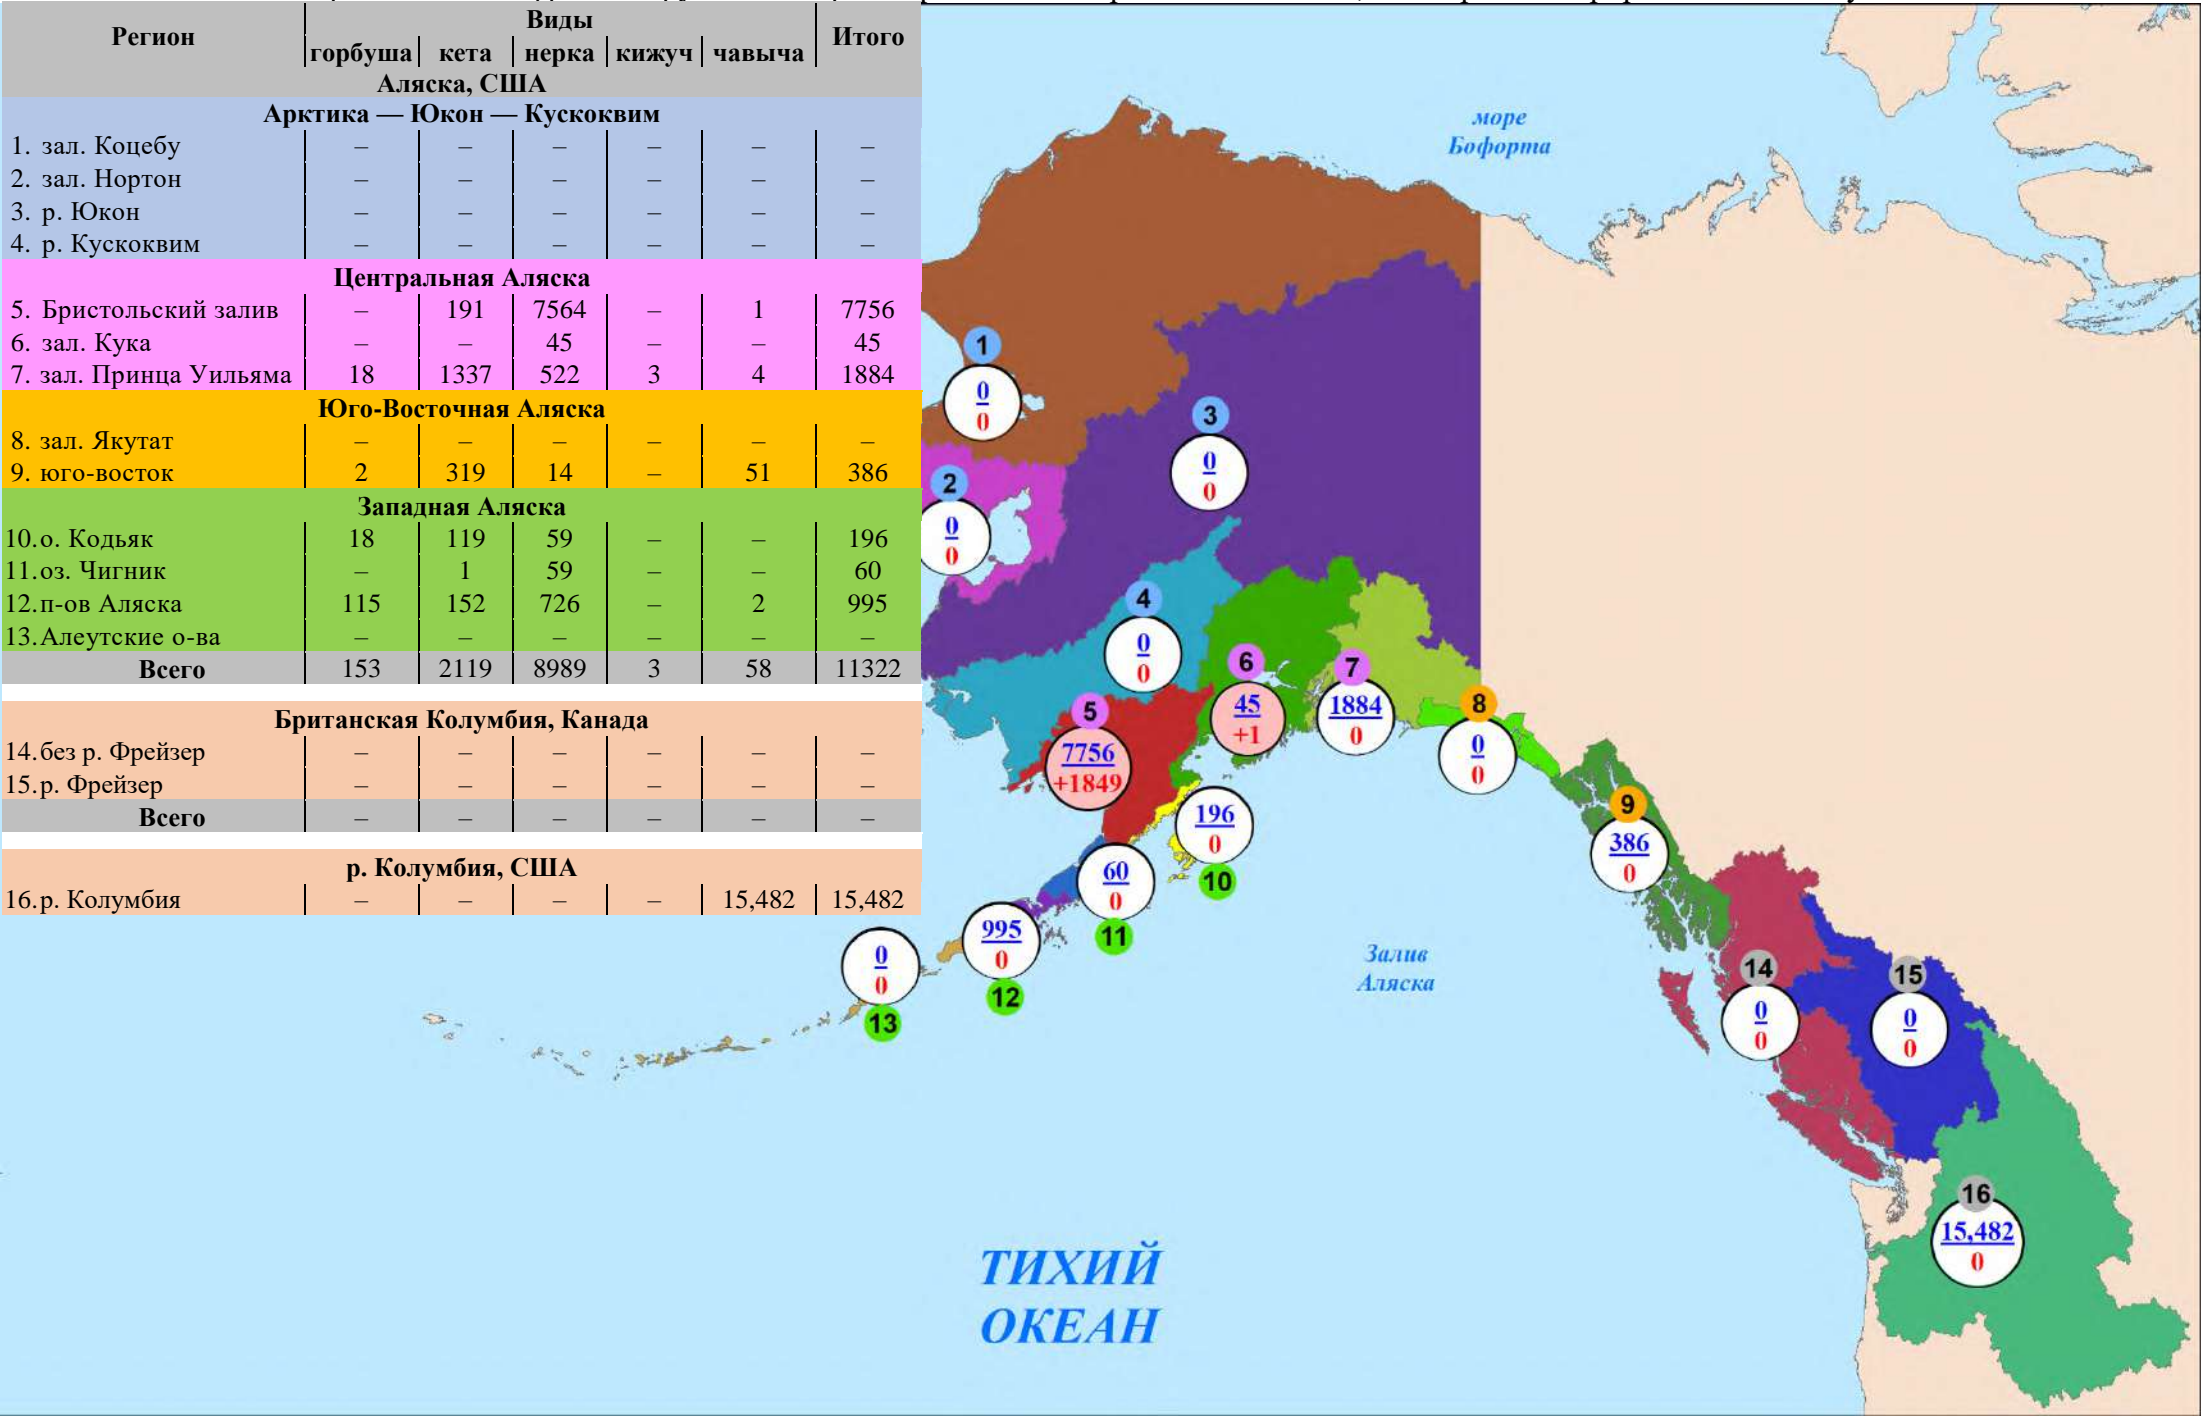 Регион Виды Итого
горбуша кета нерка кижуч чавыча
Аляска, США
Арктика — Юкон — Кускоквим
1. зал. Коцебу – – – – – –
2. зал. Нортон – – – – – –
3. р. Юкон – – – – – –
4. р. Кускоквим – – – – – –
Центральная Аляска
5. Бристольский залив – 191 7564 – 1 7756
6. зал. Кука – – 45 – – 45
7. зал. Принца Уильяма 18 1337 522 3 4 1884
Юго-Восточная Аляска
8. зал. Якутат – – – – – –
9. юго-восток 2 319 14 – 51 386
Западная Аляска
10.о. Кодьяк 18 119 59 – – 196
11.оз. Чигник – 1 59 – – 60
12.п-ов Аляска 115 152 726 – 2 995
13.Алеутские о-ва – – – – – –
Всего 153 2119 8989 3 58 11322
Британская Колумбия, Канада
14.без р. Фрейзер – – – – – –
15.р. Фрейзер – – – – – –
Всего – – – – – –
р. Колумбия, США
16.р. Колумбия – – – – 15,482 15,482
море
Бофорта
1
0
0
3
0
0
2
0
0
4
0
0
6
45
+1
7
1884
0
5
7756
+1849
8
0
0
9
386
0
196
0
10
60
0
11
995
0
12
0
0
13
Залив
Аляска
14
0
0
15
0
0
16
15,482
0
ТИХИЙ
ОКЕАН